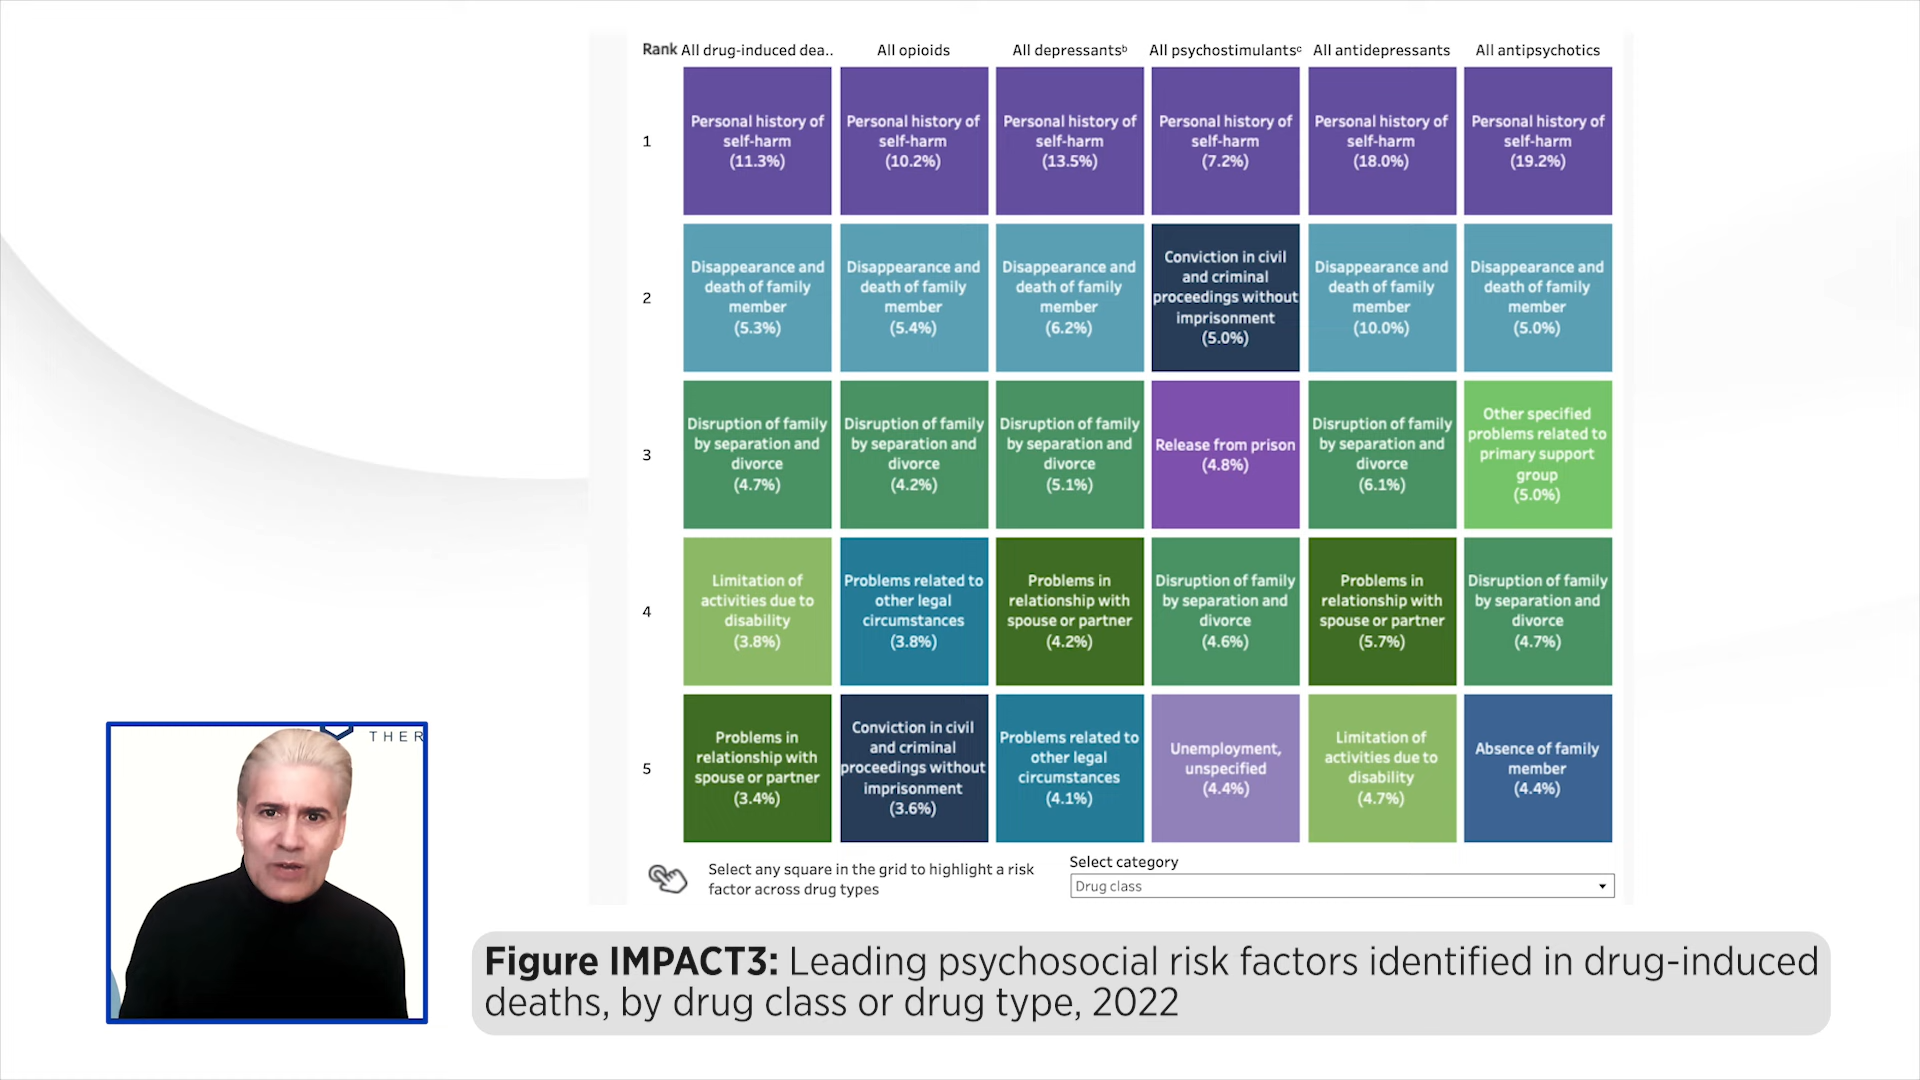 Rank All drug-induced dea.. All opioids All depressantsᵇ All psychostimulantsᶜ All antidepressants All antipsychotics
1
Personal history of
self-harm
(11.3%)
Personal history of
self-harm
(10.2%)
Personal history of
self-harm
(13.5%)
Personal history of
self-harm
(7.2%)
Personal history of
self-harm
(18.0%)
Personal history of
self-harm
(19.2%)
2
Disappearance and
death of family
member
(5.3%)
Disappearance and
death of family
member
(5.4%)
Disappearance and
death of family
member
(6.2%)
Conviction in civil
and criminal
proceedings without
imprisonment
(5.0%)
Disappearance and
death of family
member
(10.0%)
Disappearance and
death of family
member
(5.0%)
3
Disruption of family
by separation and
divorce
(4.7%)
Disruption of family
by separation and
divorce
(4.2%)
Disruption of family
by separation and
divorce
(5.1%)
Release from prison
(4.8%)
Disruption of family
by separation and
divorce
(6.1%)
Other specified
problems related to
primary support
group
(5.0%)
4
Limitation of
activities due to
disability
(3.8%)
Problems related to
other legal
circumstances
(3.8%)
Problems in
relationship with
spouse or partner
(4.2%)
Disruption of family
by separation and
divorce
(4.6%)
Problems in
relationship with
spouse or partner
(5.7%)
Disruption of family
by separation and
divorce
(4.7%)
5
Problems in
relationship with
spouse or partner
(3.4%)
Conviction in civil
and criminal
proceedings without
imprisonment
(3.6%)
Problems related to
other legal
circumstances
(4.1%)
Unemployment,
unspecified
(4.4%)
Limitation of
activities due to
disability
(4.7%)
Absence of family
member
(4.4%)
Select any square in the grid to highlight a risk
factor across drug types
Select category
Drug class
THER
Figure IMPACT3: Leading psychosocial risk factors identified in drug-induced
deaths, by drug class or drug type, 2022